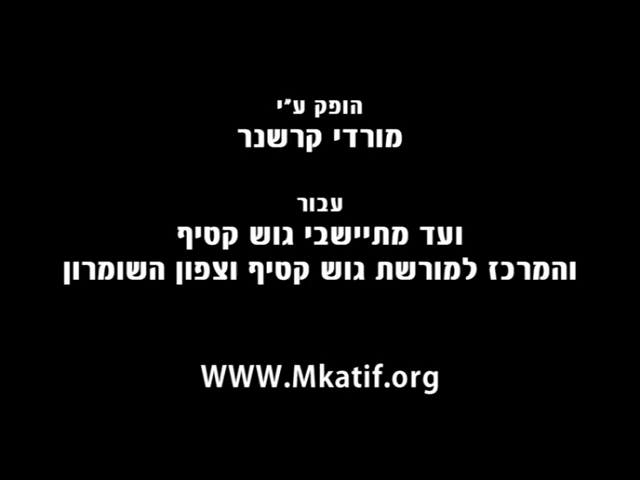 הופק ע"י
מורדי קרשנר
עבור
ועד מתיישבי גוש קטיף
והמרכז למורשת גוש קטיף וצפון השומרון
WWW.Mkatif.org